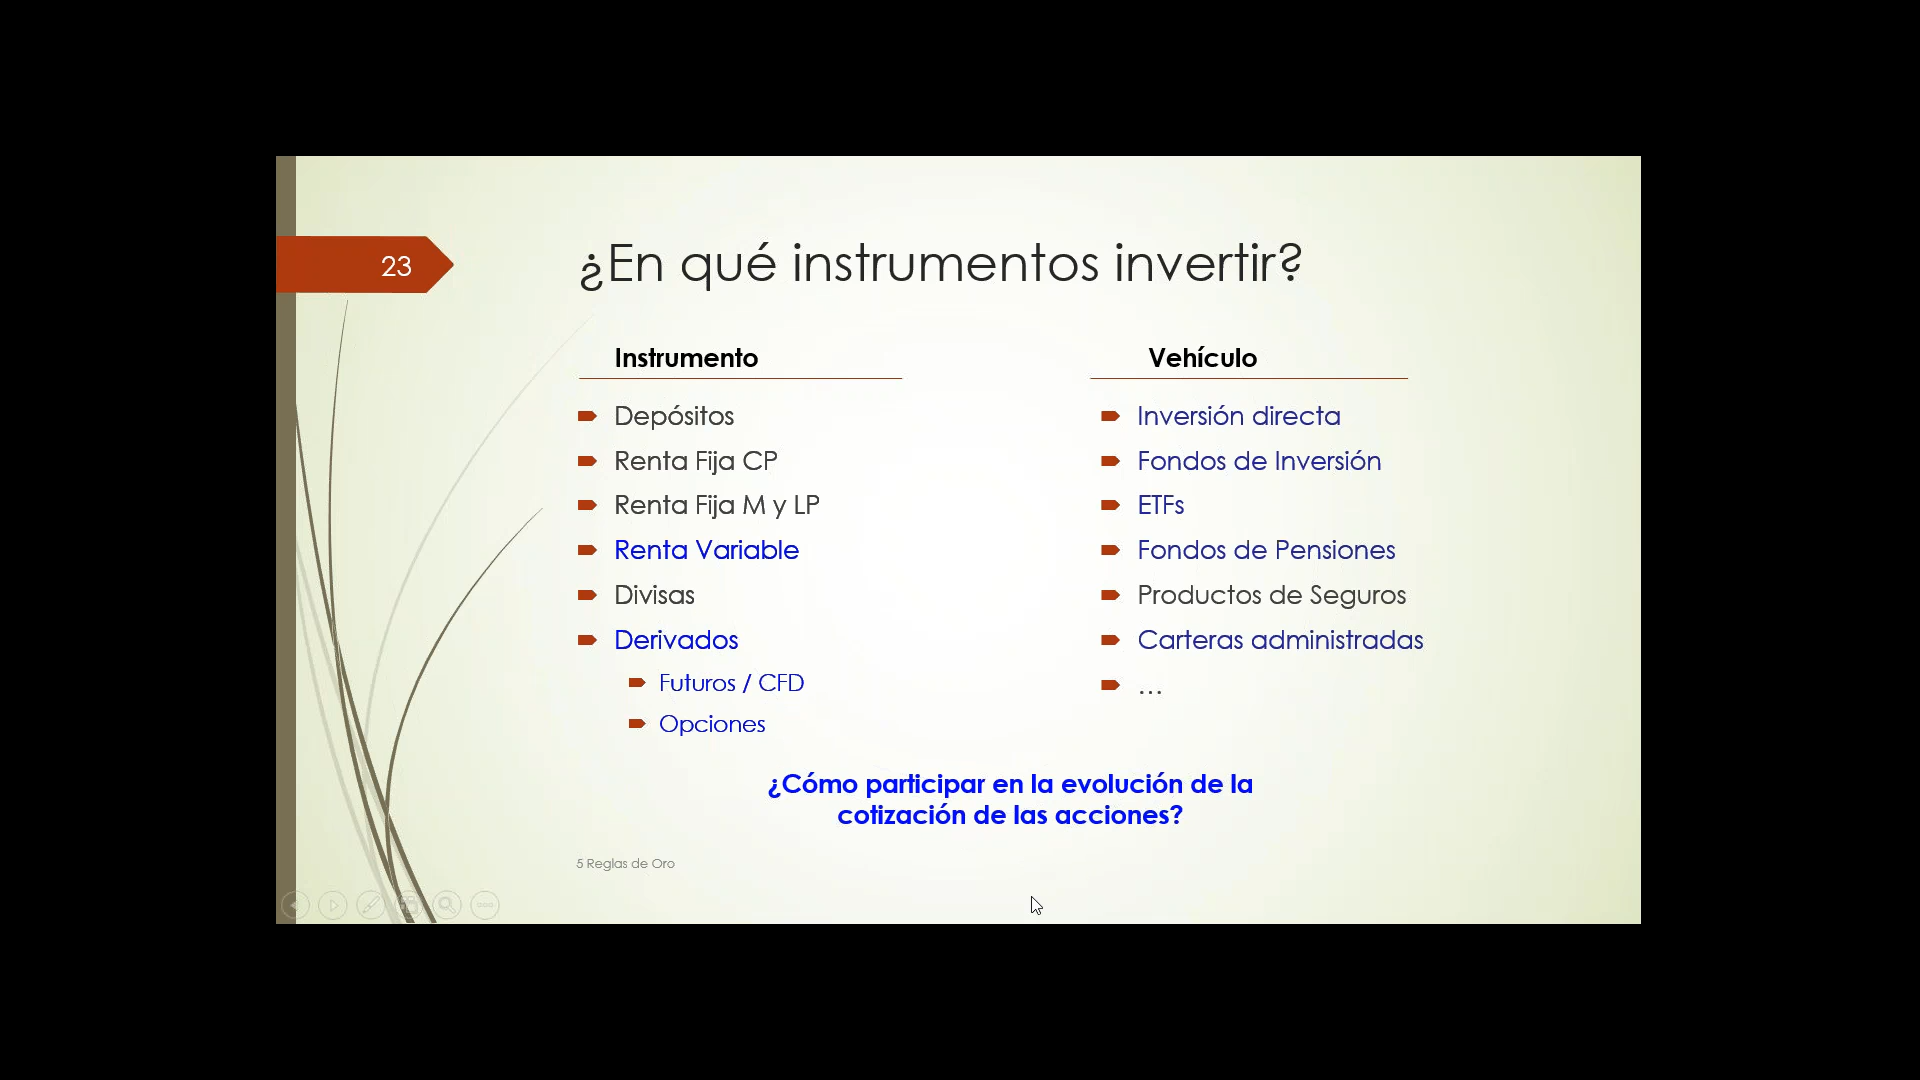 23
¿En qué instrumentos invertir?
Instrumento
Depósitos
Renta Fija CP
Renta Fija M y LP
Renta Variable
Divisas
Derivados
Futuros / CFD
Opciones
Vehículo
Inversión directa
Fondos de Inversión
ETFs
Fondos de Pensiones
Productos de Seguros
Carteras administradas
...
¿Cómo participar en la evolución de la
cotización de las acciones?
5 Reglas de Oro